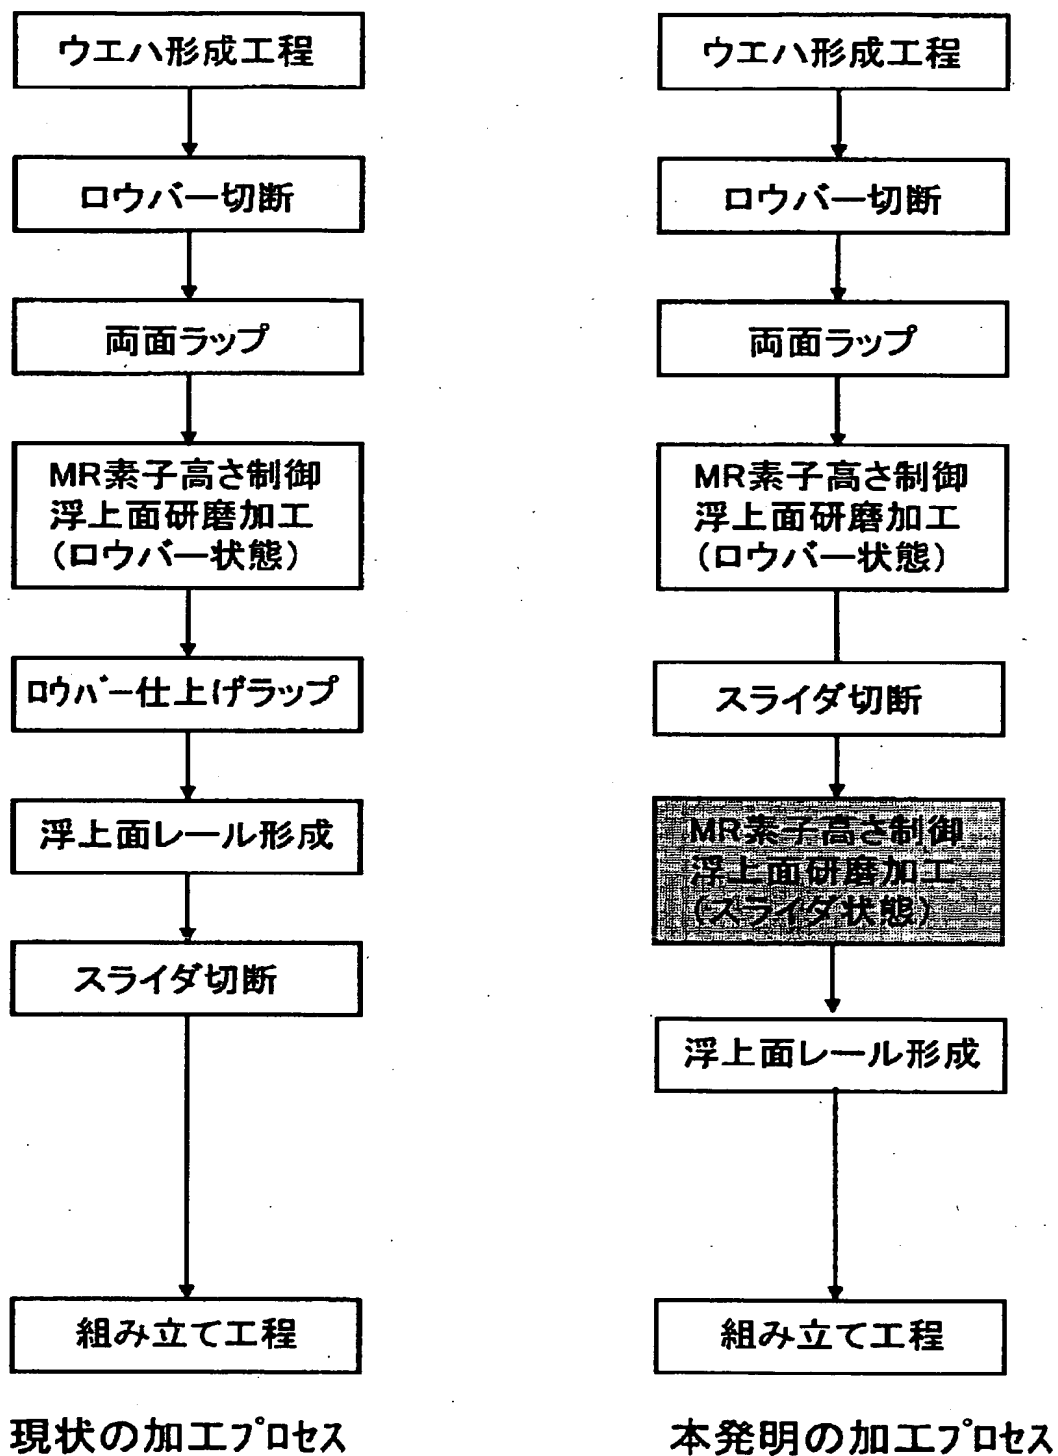 ウエハ形成工程
ロウバー切断
両面ラップ
MR素子高さ制御
浮上面研磨加工
(ロウバー状態)
ロウバー仕上げラップ
浮上面レール形成
スライダ切断
組み立て工程
現状の加工プロセス
ウエハ形成工程
ロウバー切断
両面ラップ
MR素子高さ制御
浮上面研磨加工
(ロウバー状態)
スライダ切断
MR素子高さ制御
浮上面研磨加工
(スライダ状態)
浮上面レール形成
組み立て工程
本発明の加工プロセス